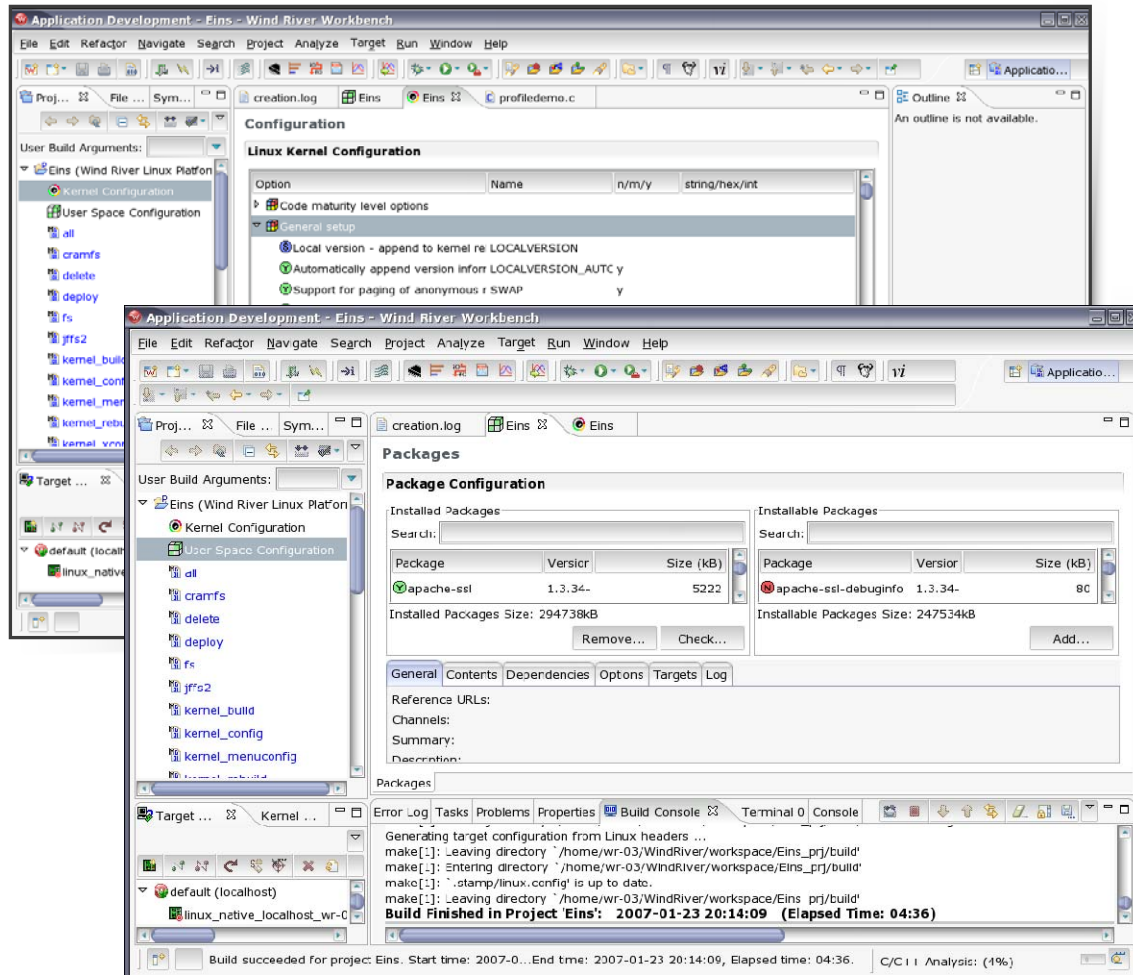 Application Development - Eins - Wind River Workbench
File Edit Refactor Navigate Search Project Analyze Target Run Window Help
Applicatio...
Proj... File ... Sym...
creation.log Eins Eins profiledemo.c
Outline
An outline is not available.
User Build Arguments:
Configuration
Linux Kernel Configuration
Eins (Wind River Linux Platfon
Kernel Configuration
User Space Configuration
all
cramfs
delete
deploy
fs
jffs2
kernel_build
kernel_conf
kernel_mer
kernel_rebu
kernel_xcor
Option Name n/m/y string/hex/int
Code maturity level options
General setup
Local version - append to kernel re LOCALVERSION
Automatically append version inforr LOCALVERSION_AUTC y
Support for paging of anonymous r SWAP y
Target ...
default (localh
linux_native
Application Development - Eins - Wind River Workbench
File Edit Refactor Navigate Search Project Analyze Target Run Window Help
Applicatio...
Proj... File ... Sym...
creation.log Eins Eins
User Build Arguments:
Eins (Wind River Linux Platfon
Kernel Configuration
User Space Configuration
all
cramfs
delete
deploy
fs
jffs2
kernel_build
kernel_config
kernel_menuconfig
kernel_rebuild
Packages
Package Configuration
Installed Packages
Search:
Package Versior Size (kB)
apache-ssl 1.3.34- 5222
Installed Packages Size: 294738kB
Remove... Check...
Installable Packages
Search:
Package Versior Size (KB)
apache-ssl-debuginfo 1.3.34- 80
Installable Packages Size: 247534kB
Add...
General Contents Dependencies Options Targets Log
Reference URLs:
Channels:
Summary:
Description:
Packages
Target ... Kernel ...
default (localhost)
linux_native_localhost_wr-0
Error Log Tasks Problems Properties Build Console Terminal 0 Console
Generating target configuration from Linux headers ...
make[1]: Leaving directory `/home/wr-03/WindRiver/workspace/Eins_prj/build'
make[1]: Entering directory `/home/wr-03/WindRiver/workspace/Eins_prj/build'
make[1]: `.stamp/linux.config' is up to date.
make[1]: Leaving directory `/home/wr-03/WindRiver/workspace/Eins_prj/build'
Build Finished in Project 'Eins': 2007-01-23 20:14:09 (Elapsed Time: 04:36)
Build succeeded for project Eins. Start time: 2007-0...End time: 2007-01-23 20:14:09, Elapsed time: 04:36.
C/C++ Analysis: (4%)